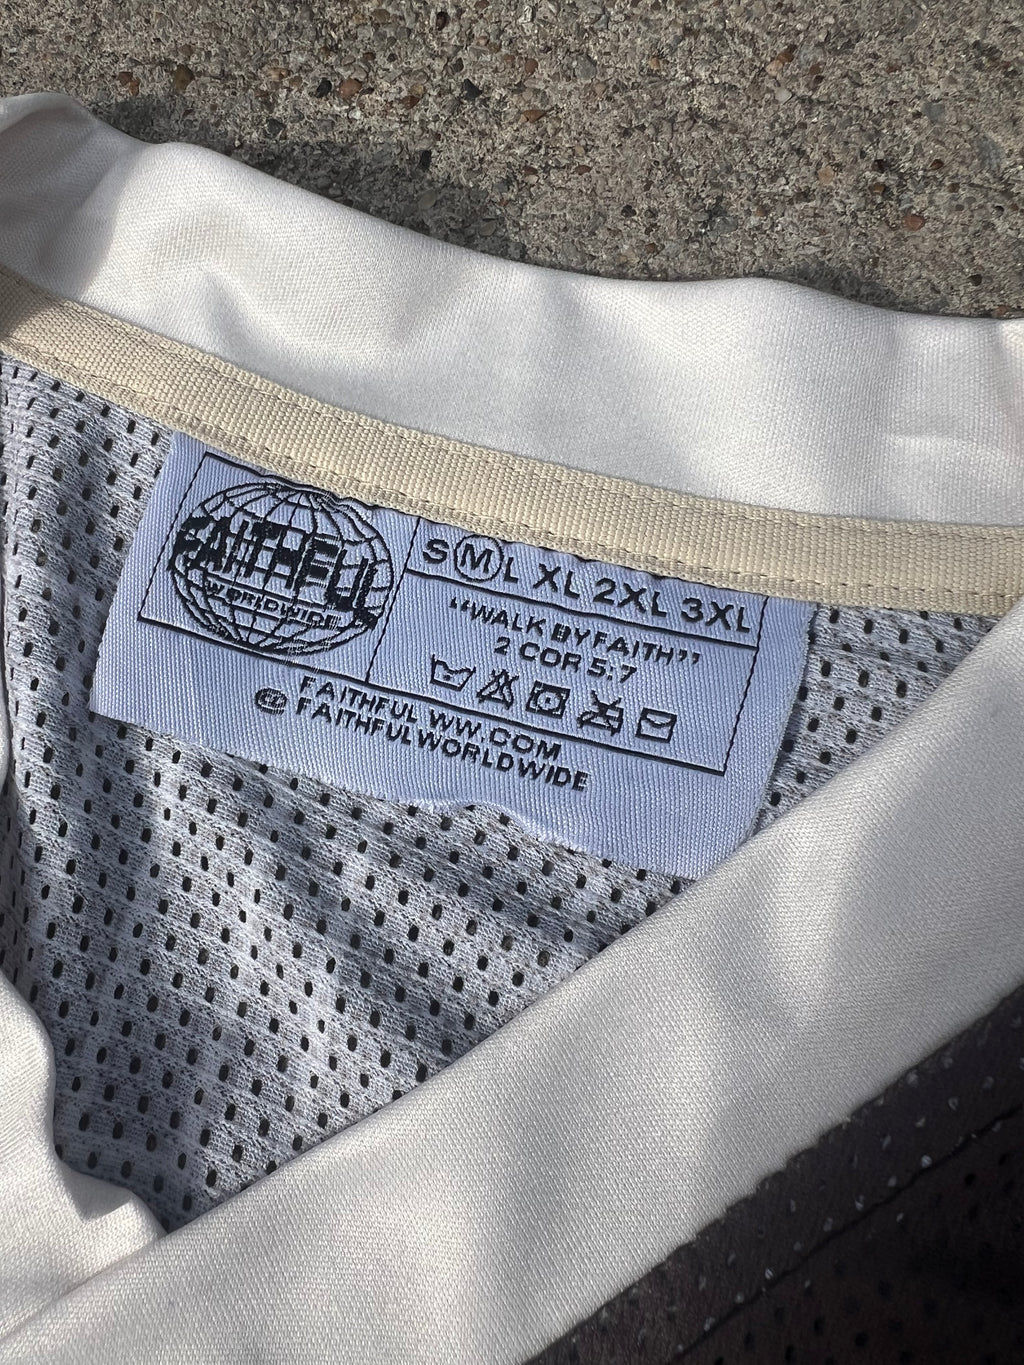 FAITHFUL
WORLDWIDE
S M L XL 2XL 3XL
“WALK BY FAITH”
2 COR 5:7
FAITHFUL WW.COM
FAITHFULWORLDWIDE